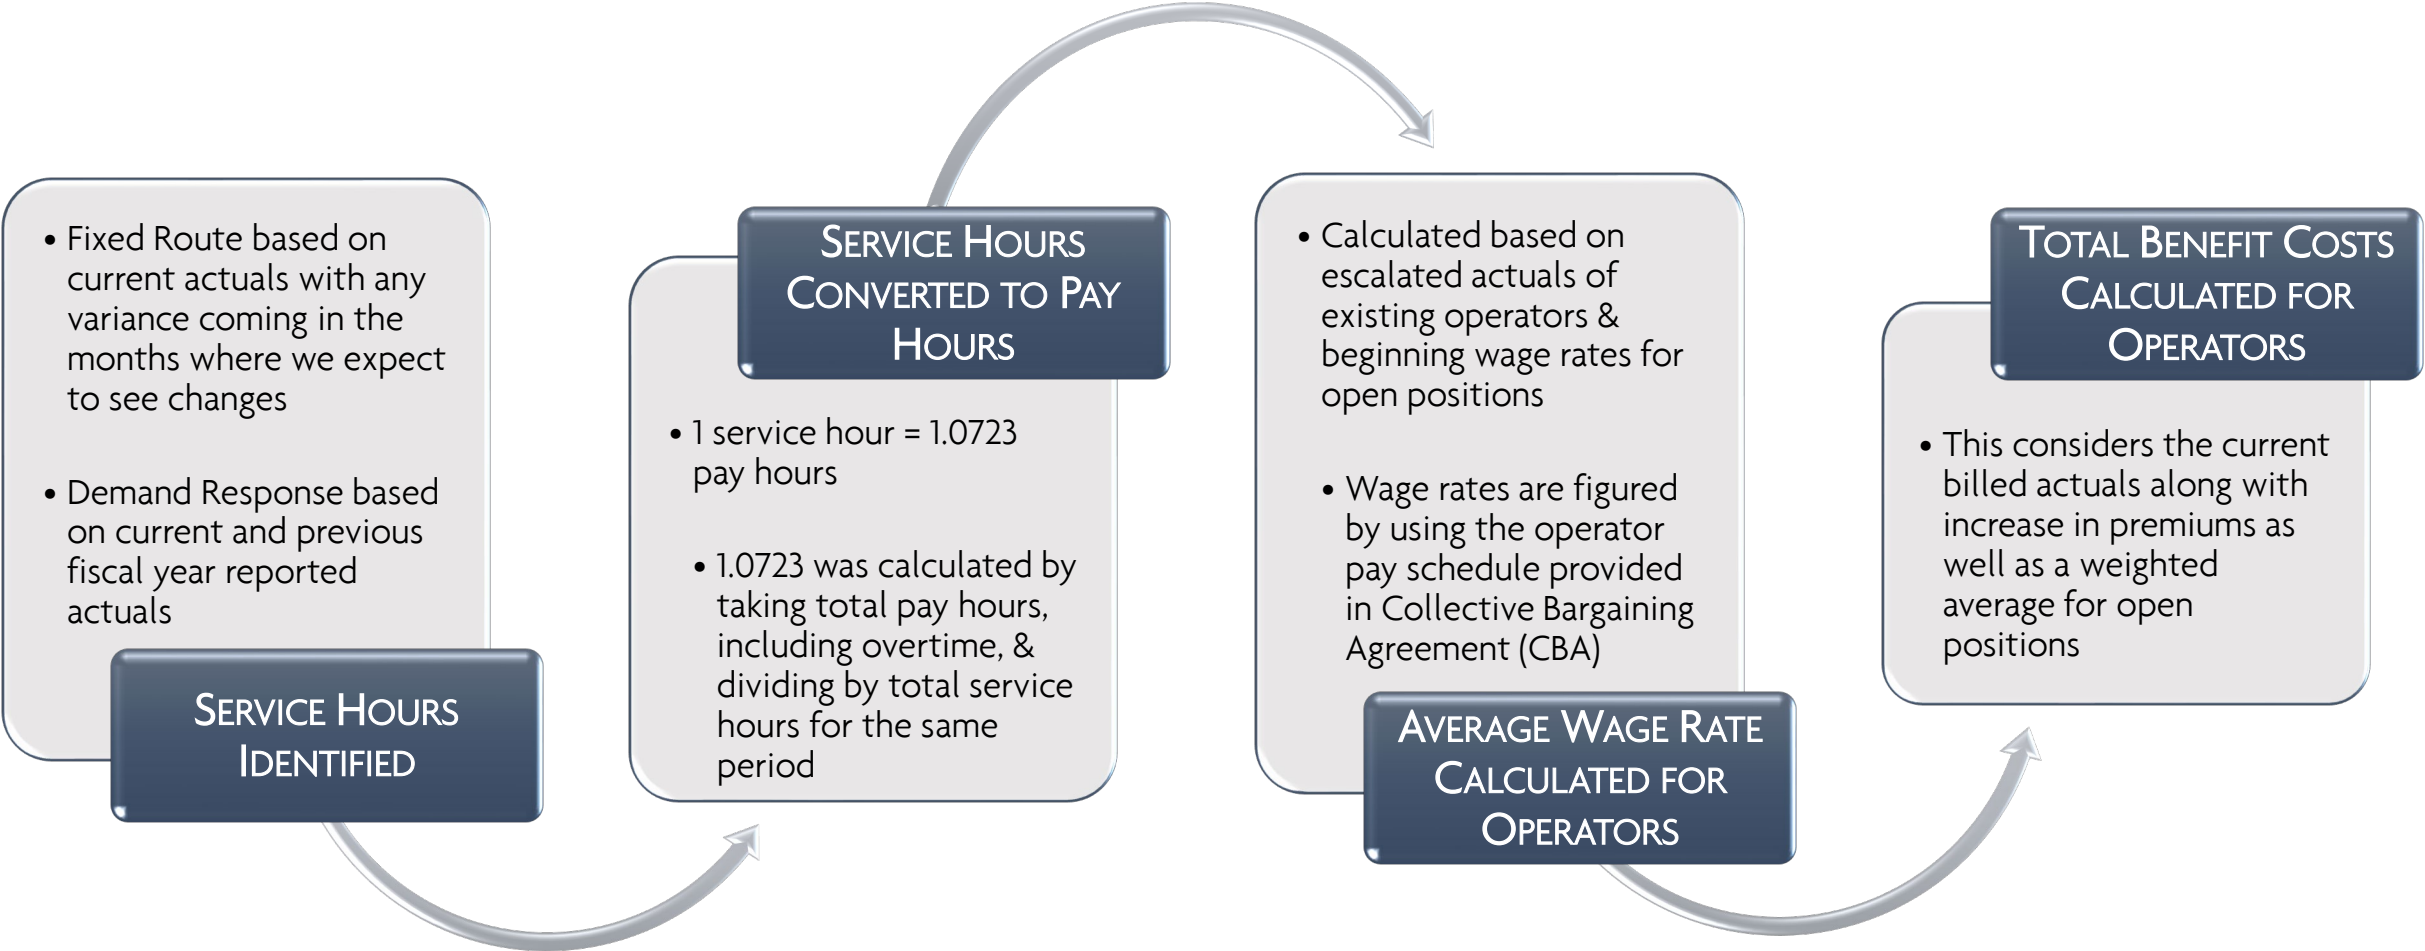 • Fixed Route based on
current actuals with any
variance coming in the
months where we expect
to see changes
• Demand Response based
on current and previous
fiscal year reported
actuals
SERVICE HOURS
IDENTIFIED
SERVICE HOURS
CONVERTED TO PAY
HOURS
• 1 service hour = 1.0723
pay hours
• 1.0723 was calculated by
taking total pay hours,
including overtime, &
dividing by total service
hours for the same
period
• Calculated based on
escalated actuals of
existing operators &
beginning wage rates for
open positions
• Wage rates are figured
by using the operator
pay schedule provided
in Collective Bargaining
Agreement (CBA)
AVERAGE WAGE RATE
CALCULATED FOR
OPERATORS
TOTAL BENEFIT COSTS
CALCULATED FOR
OPERATORS
• This considers the current
billed actuals along with
increase in premiums as
well as a weighted
average for open
positions